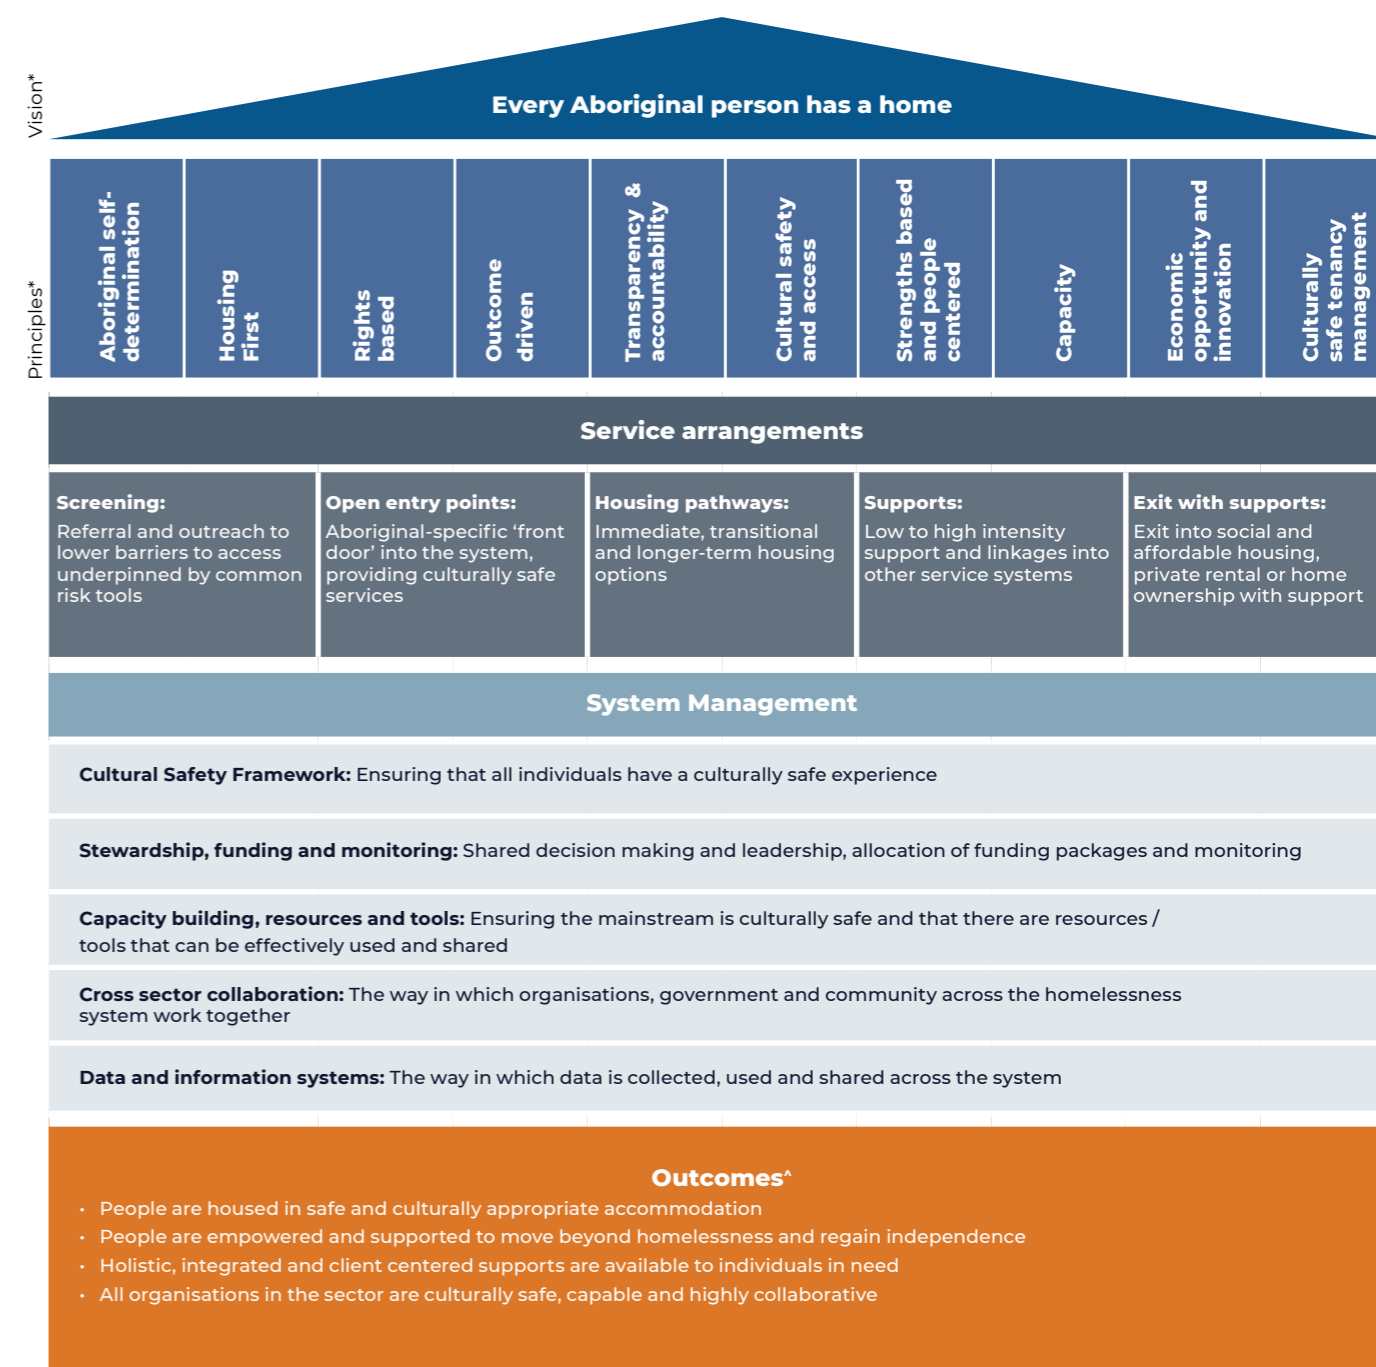 Vision*
Every Aboriginal person has a home
Principles*
Aboriginal self-
determination
Housing
First
Rights
based
Outcome
driven
Transparency &
accountability
Cultural safety
and access
Strengths based
and people
centered
Capacity
Economic
opportunity and
innovation
Culturally
safe tenancy
management
Service arrangements
Screening:
Referral and outreach to
lower barriers to access
underpinned by common
risk tools
Open entry points:
Aboriginal-specific ‘front
door’ into the system,
providing culturally safe
services
Housing pathways:
Immediate, transitional
and longer-term housing
options
Supports:
Low to high intensity
support and linkages into
other service systems
Exit with supports:
Exit into social and
affordable housing,
private rental or home
ownership with support
System Management
Cultural Safety Framework: Ensuring that all individuals have a culturally safe experience
Stewardship, funding and monitoring: Shared decision making and leadership, allocation of funding packages and monitoring
Capacity building, resources and tools: Ensuring the mainstream is culturally safe and that there are resources /
tools that can be effectively used and shared
Cross sector collaboration: The way in which organisations, government and community across the homelessness
system work together
Data and information systems: The way in which data is collected, used and shared across the system
Outcomes^
• People are housed in safe and culturally appropriate accommodation
• People are empowered and supported to move beyond homelessness and regain independence
• Holistic, integrated and client centered supports are available to individuals in need
• All organisations in the sector are culturally safe, capable and highly collaborative